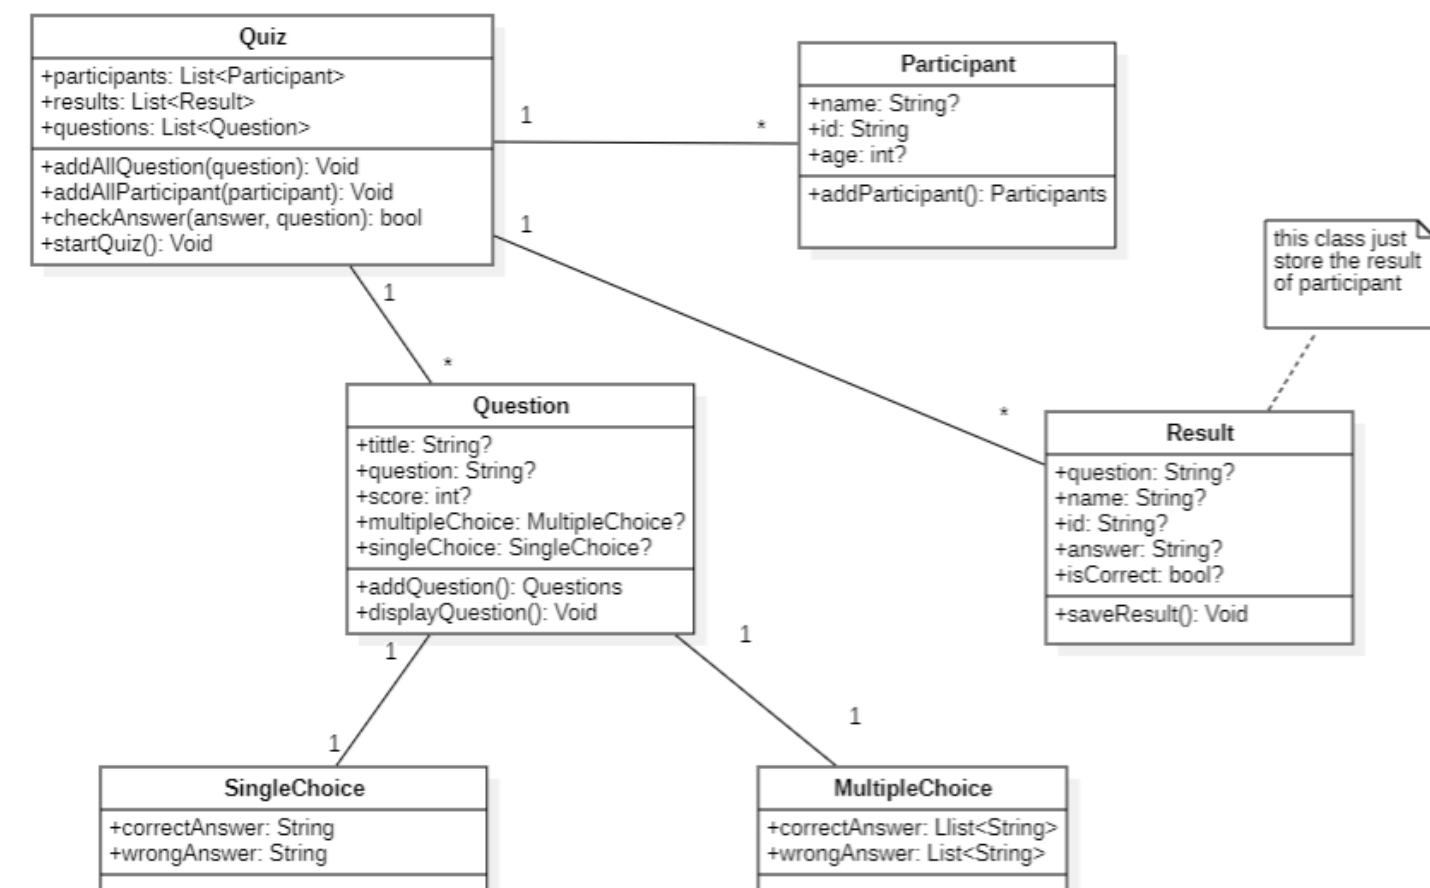 Quiz
+participants: List<Participant>
+results: List<Result>
+questions: List<Question>
+addAllQuestion(question): Void
+addAllParticipant(participant): Void
+checkAnswer(answer, question): bool
+startQuiz(): Void
1
*
Participant
+name: String?
+id: String
+age: int?
+addParticipant(): Participants
1
*
this class just
store the result
of participant
1
*
Question
+tittle: String?
+question: String?
+score: int?
+multipleChoice: MultipleChoice?
+singleChoice: SingleChoice?
+addQuestion(): Questions
+displayQuestion(): Void
Result
+question: String?
+name: String?
+id: String?
+answer: String?
+isCorrect: bool?
+saveResult(): Void
1
1
1
1
SingleChoice
+correctAnswer: String
+wrongAnswer: String
MultipleChoice
+correctAnswer: Llist<String>
+wrongAnswer: List<String>